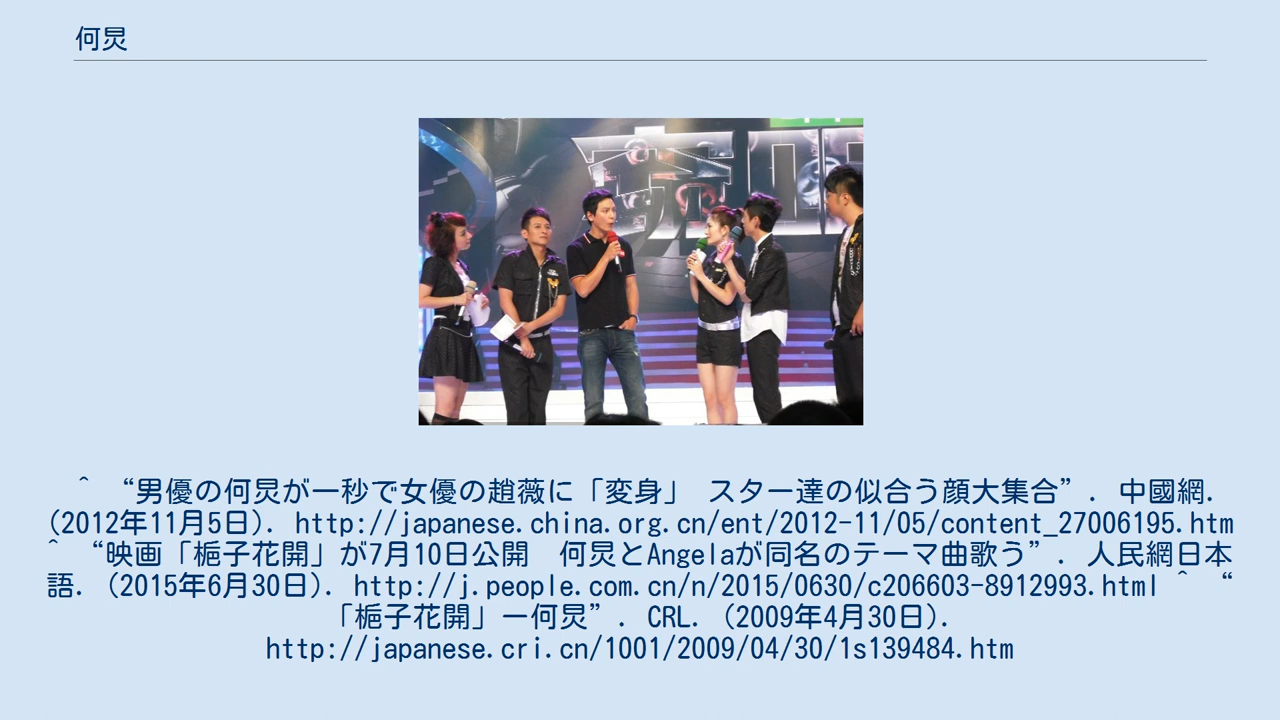 何炅
^ “男優の何炅が一秒で女優の趙薇に「変身」 スター達の似合う顔大集合”. 中國網.
(2012年11月5日). http://japanese.china.org.cn/ent/2012-11/05/content_27006195.htm
^ “映画「梔子花開」が7月10日公開　何炅とAngelaが同名のテーマ曲歌う”. 人民網日本
語. (2015年6月30日). http://j.people.com.cn/n/2015/0630/c206603-8912993.html ^ “
「梔子花開」ー何炅”. CRL. (2009年4月30日).
http://japanese.cri.cn/1001/2009/04/30/1s139484.htm